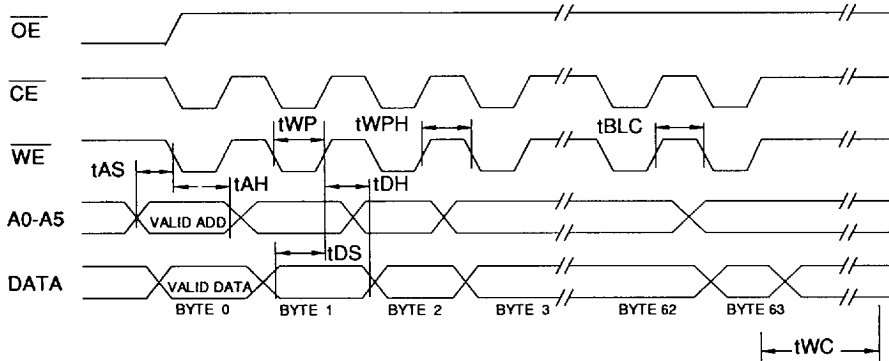 OE
CE
tWP tWPH tBLC
WE
tAS tAH tDH
A0-A5 VALID ADD
tDS
DATA VALID DATA
BYTE 0 BYTE 1 BYTE 2 BYTE 3 BYTE 62 BYTE 63
tWC